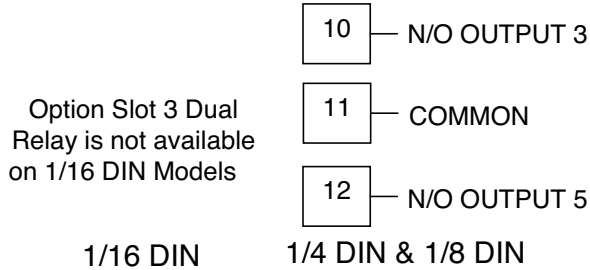 10 N/O OUTPUT 3
Option Slot 3 Dual
Relay is not available
on 1/16 DIN Models
11 COMMON
12 N/O OUTPUT 5
1/16 DIN
1/4 DIN & 1/8 DIN